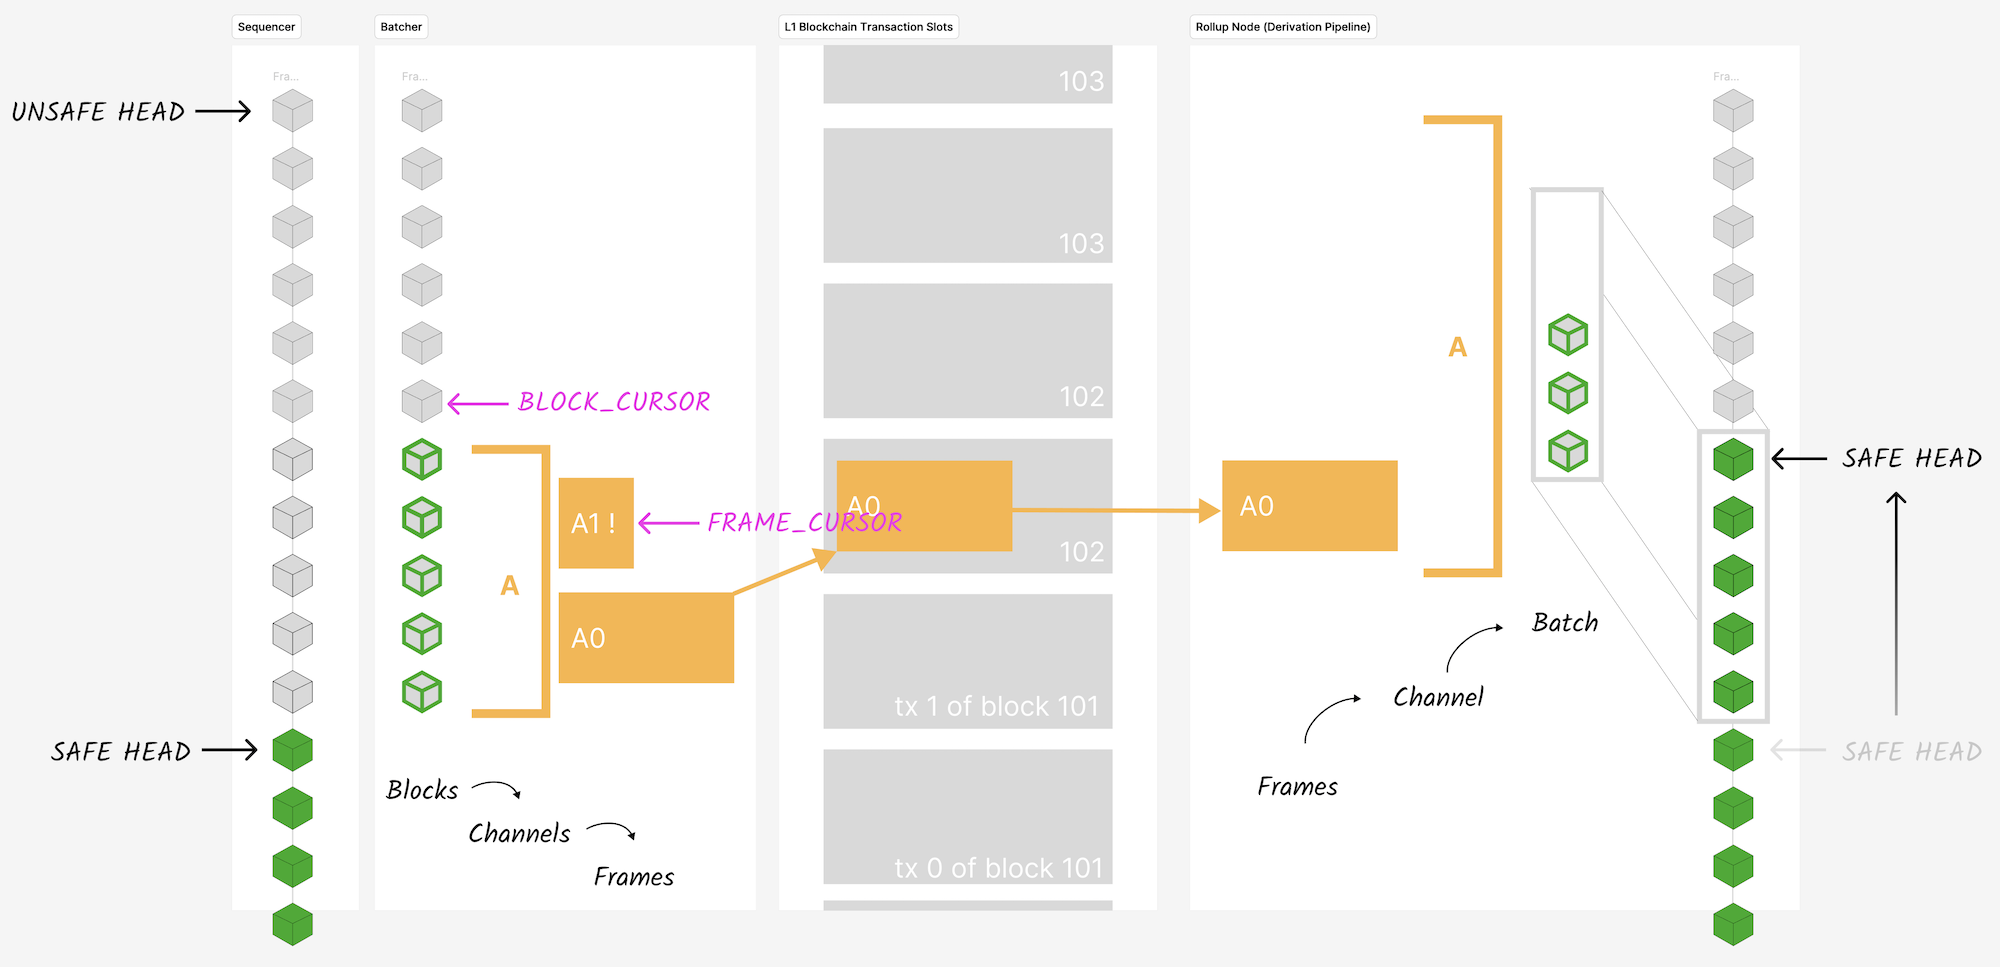 Sequencer
Batcher
L1 Blockchain Transaction Slots
Rollup Node (Derivation Pipeline)
Fra...
Fra...
Fra...
UNSAFE HEAD
103
103
102
BLOCK_CURSOR
A
A1 !
FRAME_CURSOR
A0
102
A0
A
A0
SAFE HEAD
Batch
Channel
Frames
tx 1 of block 101
SAFE HEAD
SAFE HEAD
Blocks
Channels
Frames
tx 0 of block 101